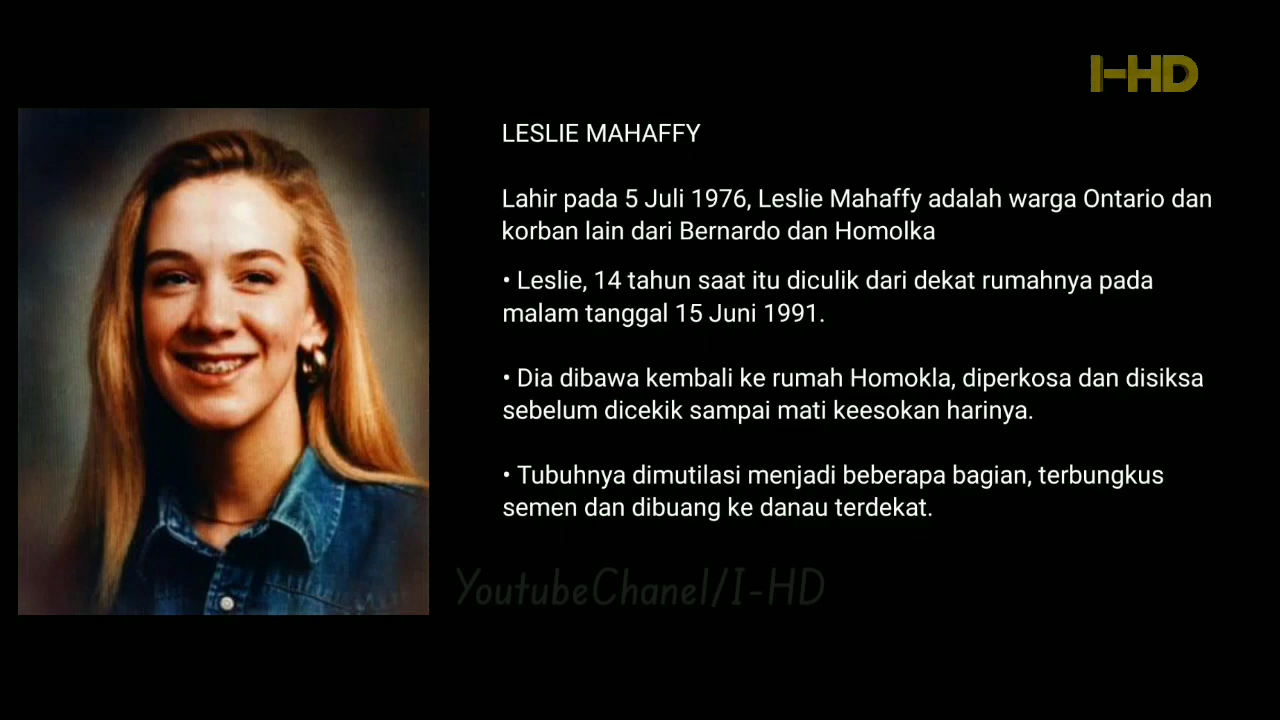 I-HD
LESLIE MAHAFFY
Lahir pada 5 Juli 1976, Leslie Mahaffy adalah warga Ontario dan
korban lain dari Bernardo dan Homolka
• Leslie, 14 tahun saat itu diculik dari dekat rumahnya pada
malam tanggal 15 Juni 1991.
• Dia dibawa kembali ke rumah Homokla, diperkosa dan disiksa
sebelum dicekik sampai mati keesokan harinya.
• Tubuhnya dimutilasi menjadi beberapa bagian, terbungkus
semen dan dibuang ke danau terdekat.
YoutubeChanel/I-HD